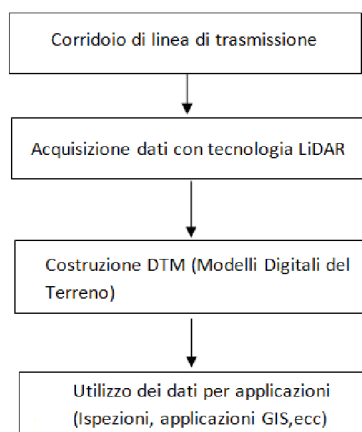 Corridoio di linea di trasmissione
Acquisizione dati con tecnologia LiDAR
Costruzione DTM (Modelli Digitali del
Terreno)
Utilizzo dei dati per applicazioni
(Ispezioni, applicazioni GIS,ecc)